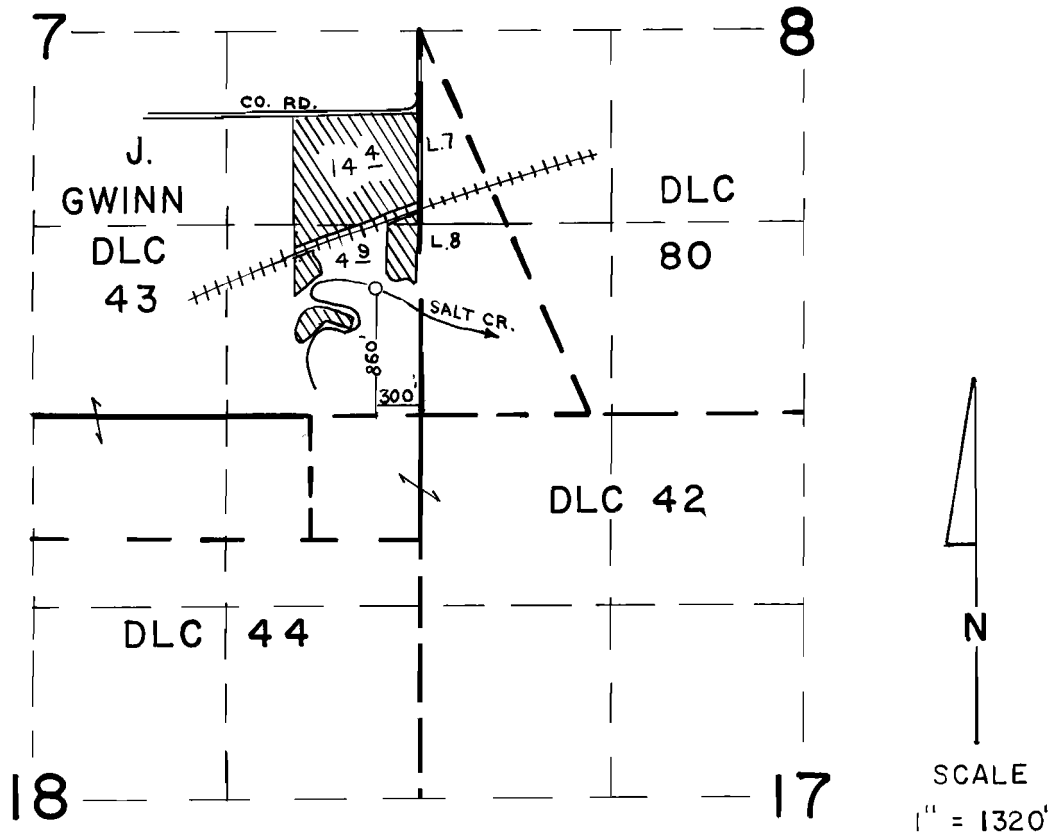 7
8
CO. RD.
J.
GWINN
DLC
43
14 4
L.7
DLC
80
L.8
4 9
SALT CR.
860'
300'
DLC 42
DLC 44
N
18
17
SCALE
1" = 1320'